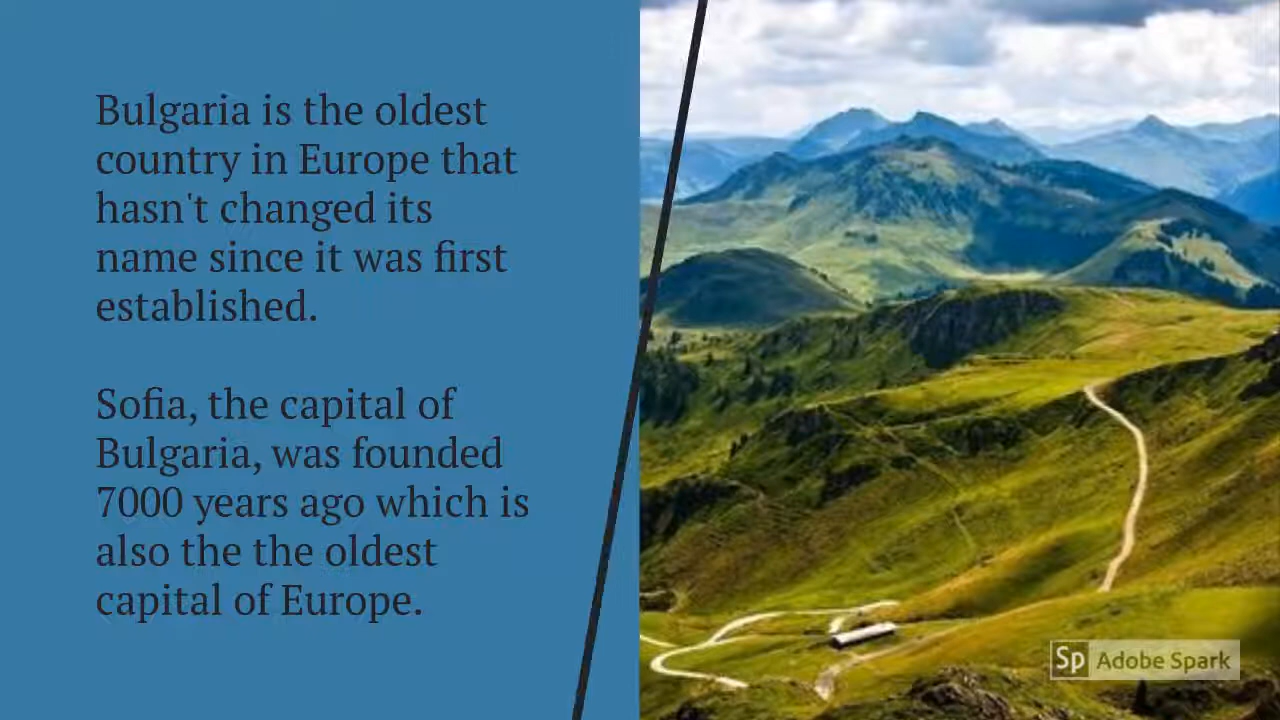 Bulgaria is the oldest
country in Europe that
hasn't changed its
name since it was first
established.
Sofia, the capital of
Bulgaria, was founded
7000 years ago which is
also the the oldest
capital of Europe.
Sp Adobe Spark